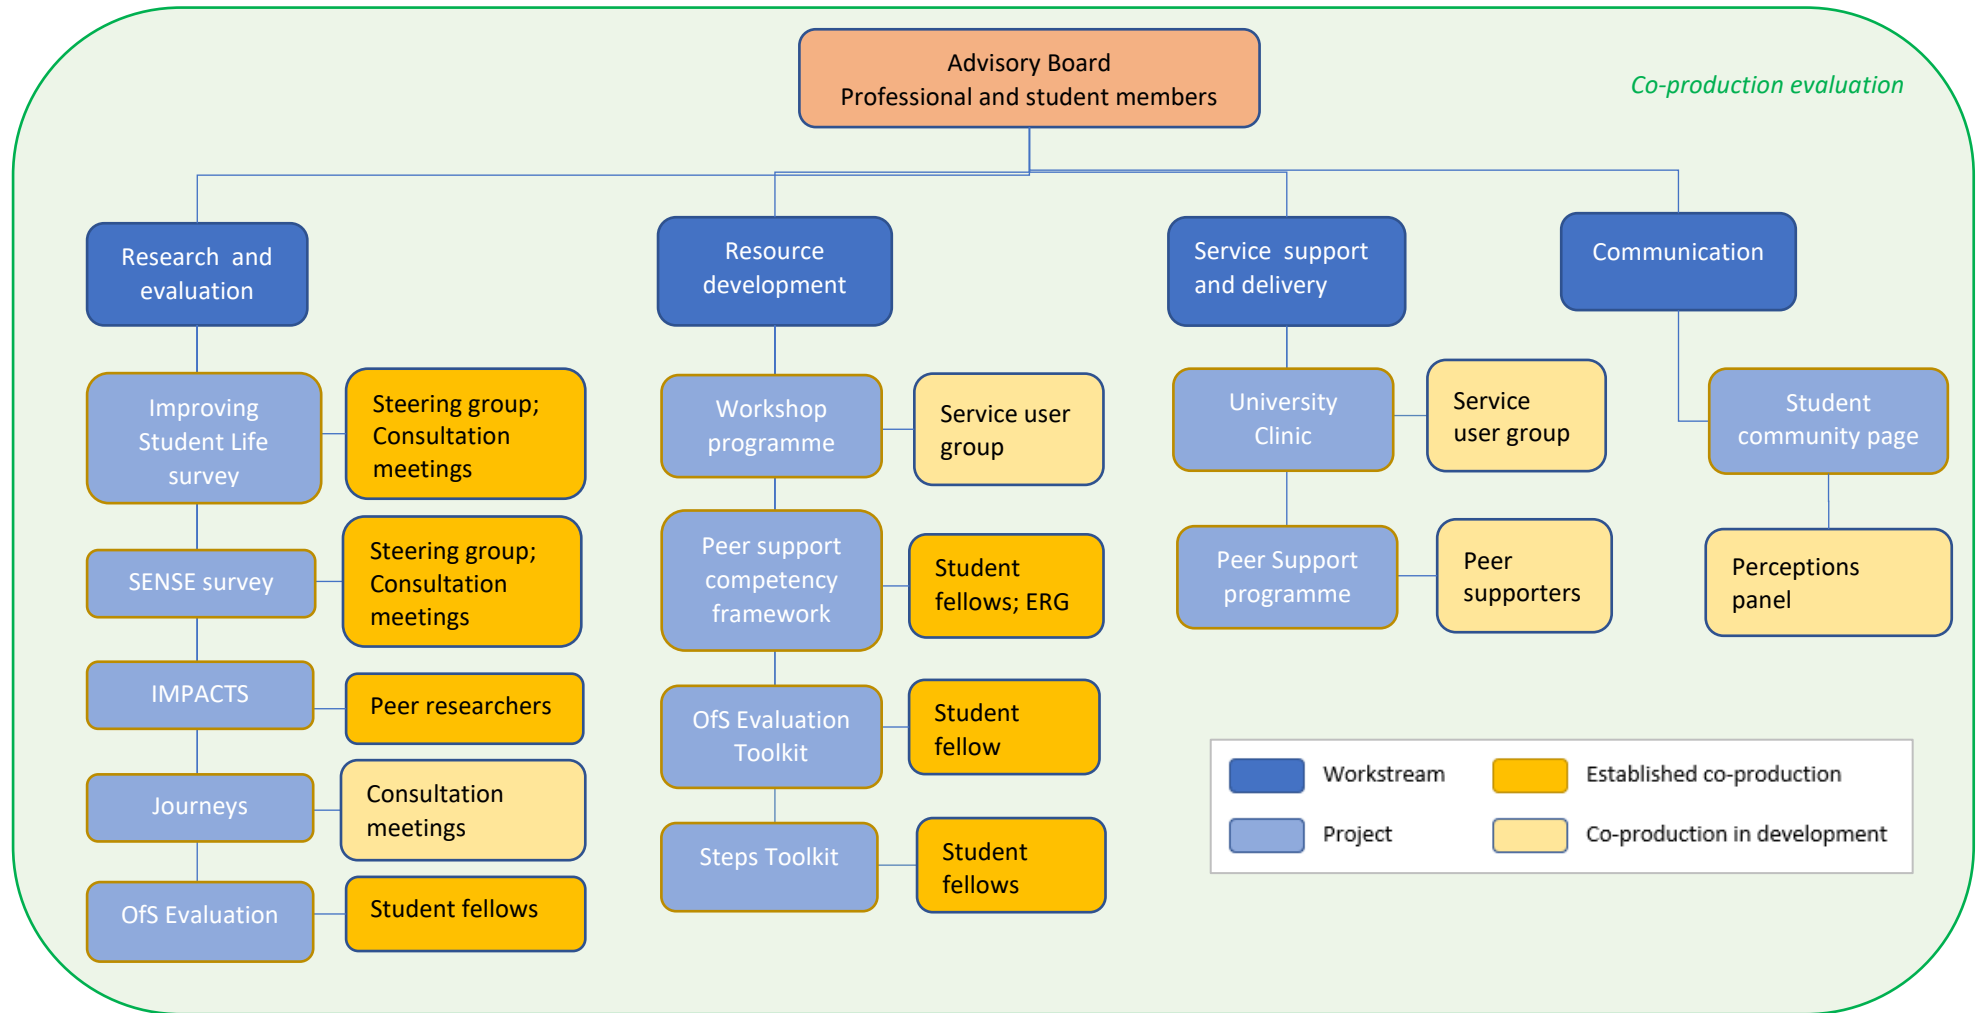 Advisory Board
Professional and student members
Co-production evaluation
Research and
evaluation
Resource
development
Service support
and delivery
Communication
Improving
Student Life
survey
Steering group;
Consultation
meetings
SENSE survey
Steering group;
Consultation
meetings
IMPACTS
Peer researchers
Journeys
Consultation
meetings
OfS Evaluation
Student fellows
Workshop
programme
Service user
group
Peer support
competency
framework
Student
fellows; ERG
OfS Evaluation
Toolkit
Student
fellow
Steps Toolkit
Student
fellows
University
Clinic
Service
user group
Peer Support
programme
Peer
supporters
Student
community page
Perceptions
panel
Workstream
Established co-production
Project
Co-production in development